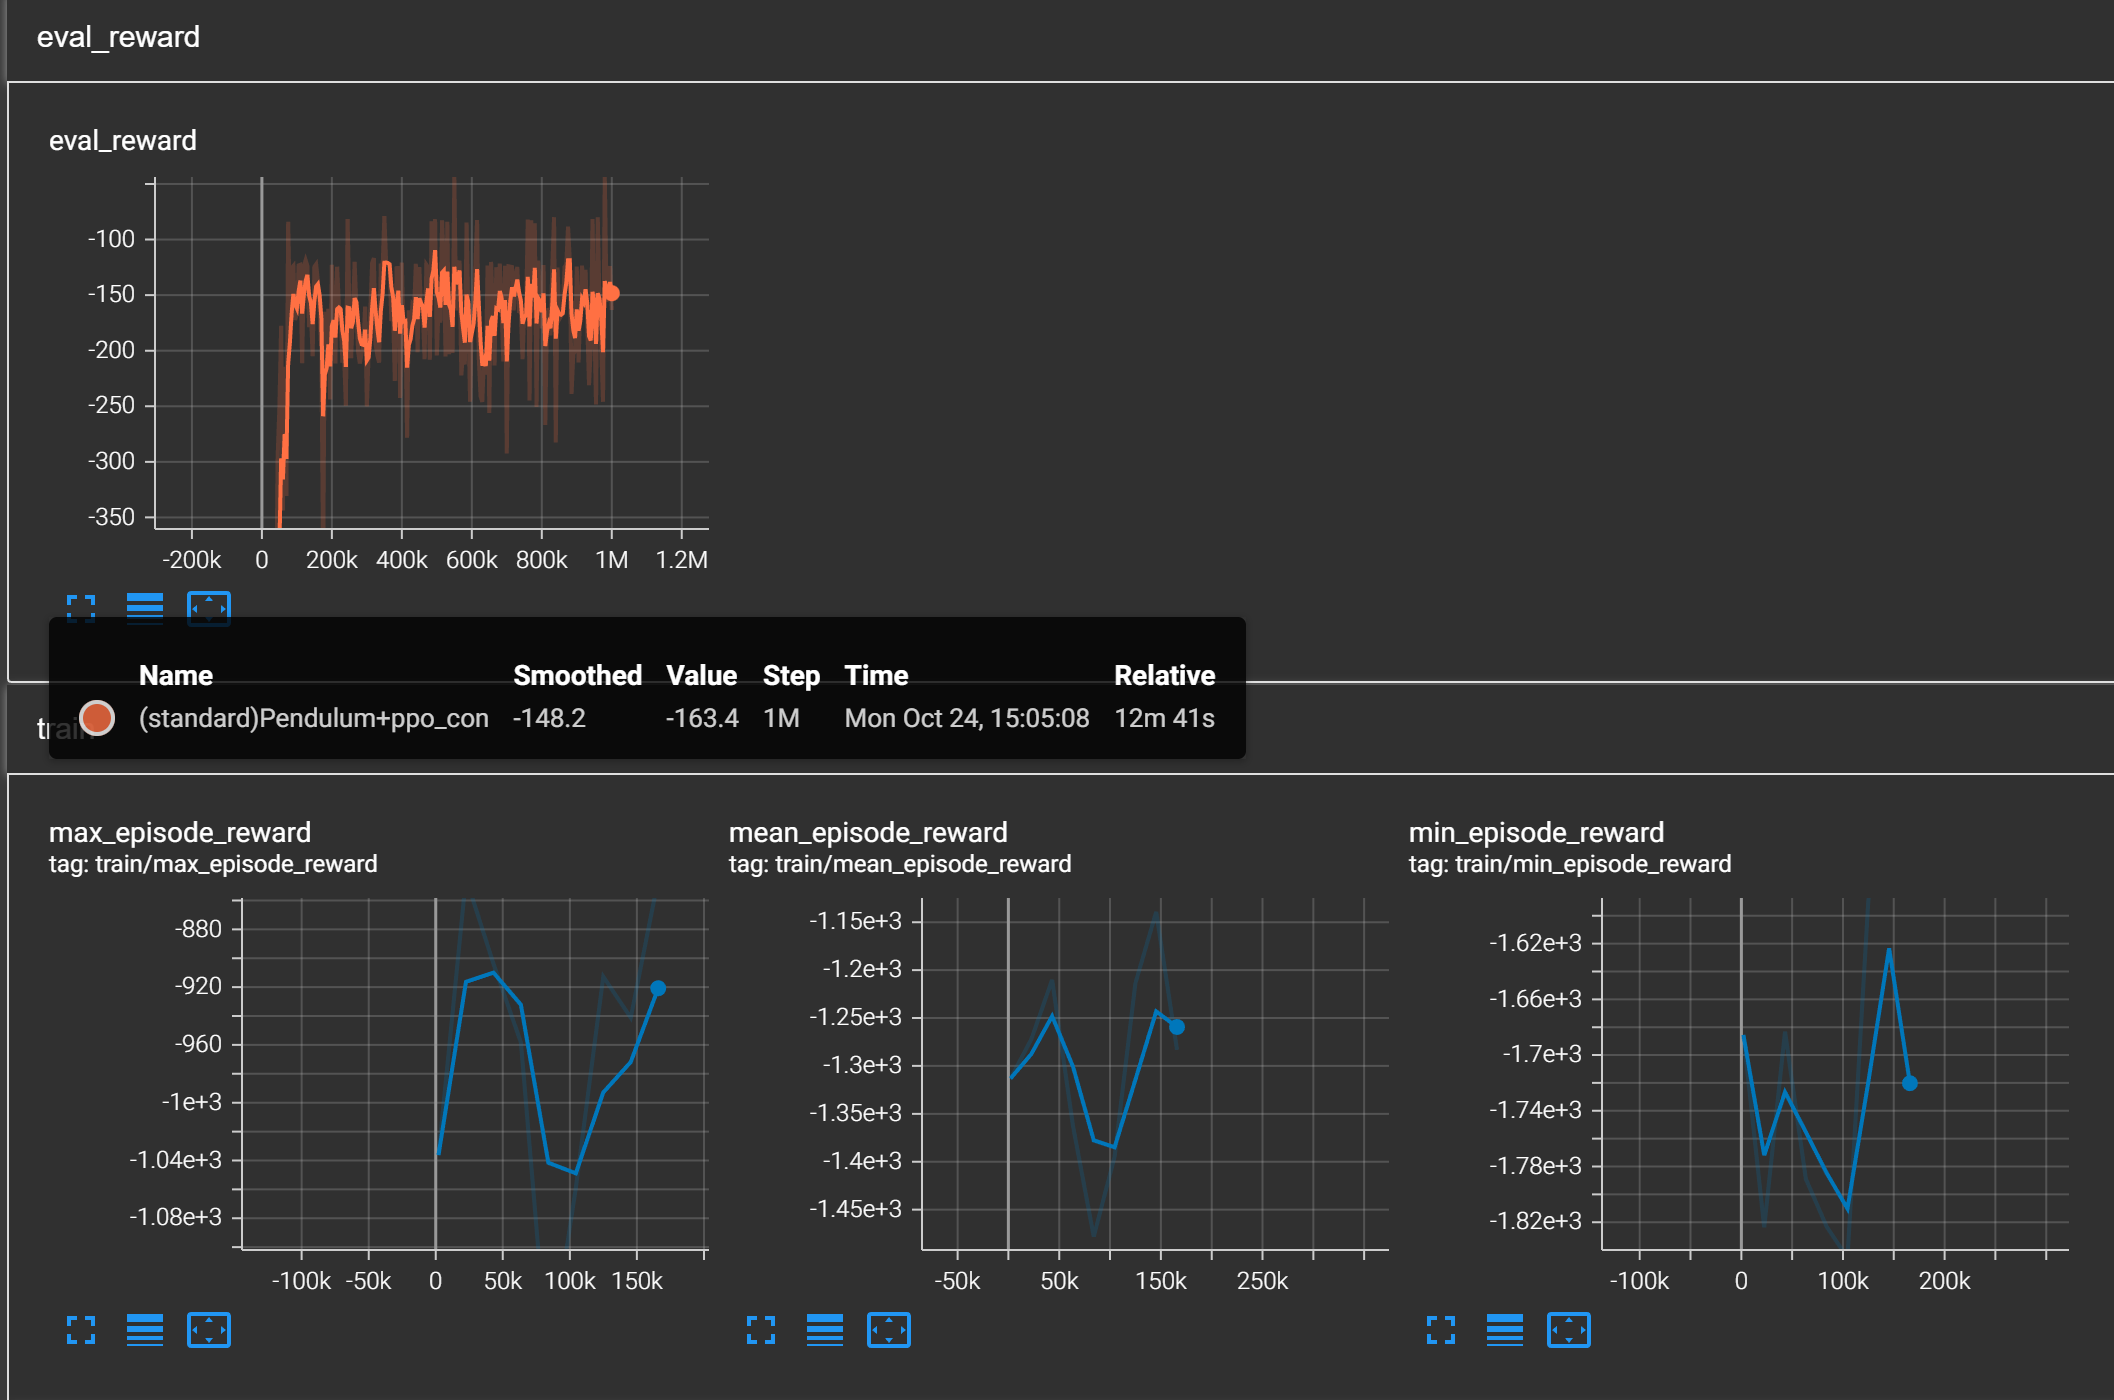 eval_reward
eval_reward
-100
-150
-200
-250
-300
-350
-200k 0 200k 400k 600k 800k 1M 1.2M
Name Smoothed Value Step Time Relative
(standard)Pendulum+ppo_con -148.2 -163.4 1M Mon Oct 24, 15:05:08 12m 41s
train
max_episode_reward
tag: train/max_episode_reward
-880
-920
-960
-1e+3
-1.04e+3
-1.08e+3
-100k -50k 0 50k 100k 150k
mean_episode_reward
tag: train/mean_episode_reward
-1.15e+3
-1.2e+3
-1.25e+3
-1.3e+3
-1.35e+3
-1.4e+3
-1.45e+3
-50k 50k 150k 250k
min_episode_reward
tag: train/min_episode_reward
-1.62e+3
-1.66e+3
-1.7e+3
-1.74e+3
-1.78e+3
-1.82e+3
-100k 0 100k 200k